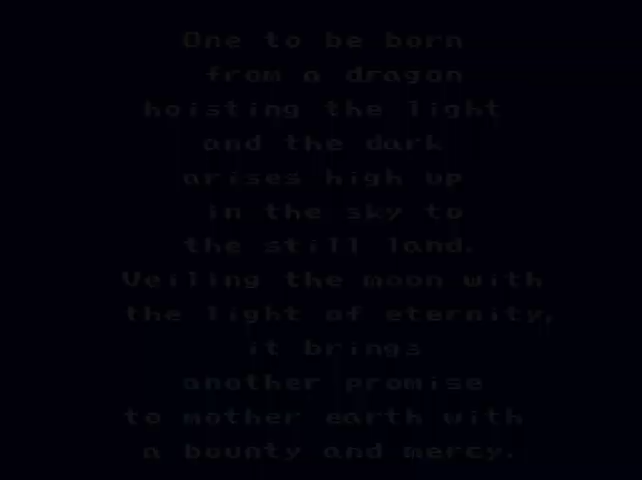 One to be born
from a dragon
hoisting the light
and the dark
arises high up
in the sky to
the still land.
Veiling the moon with
the light of eternity,
it brings
another promise
to mother earth with
a bounty and mercy.